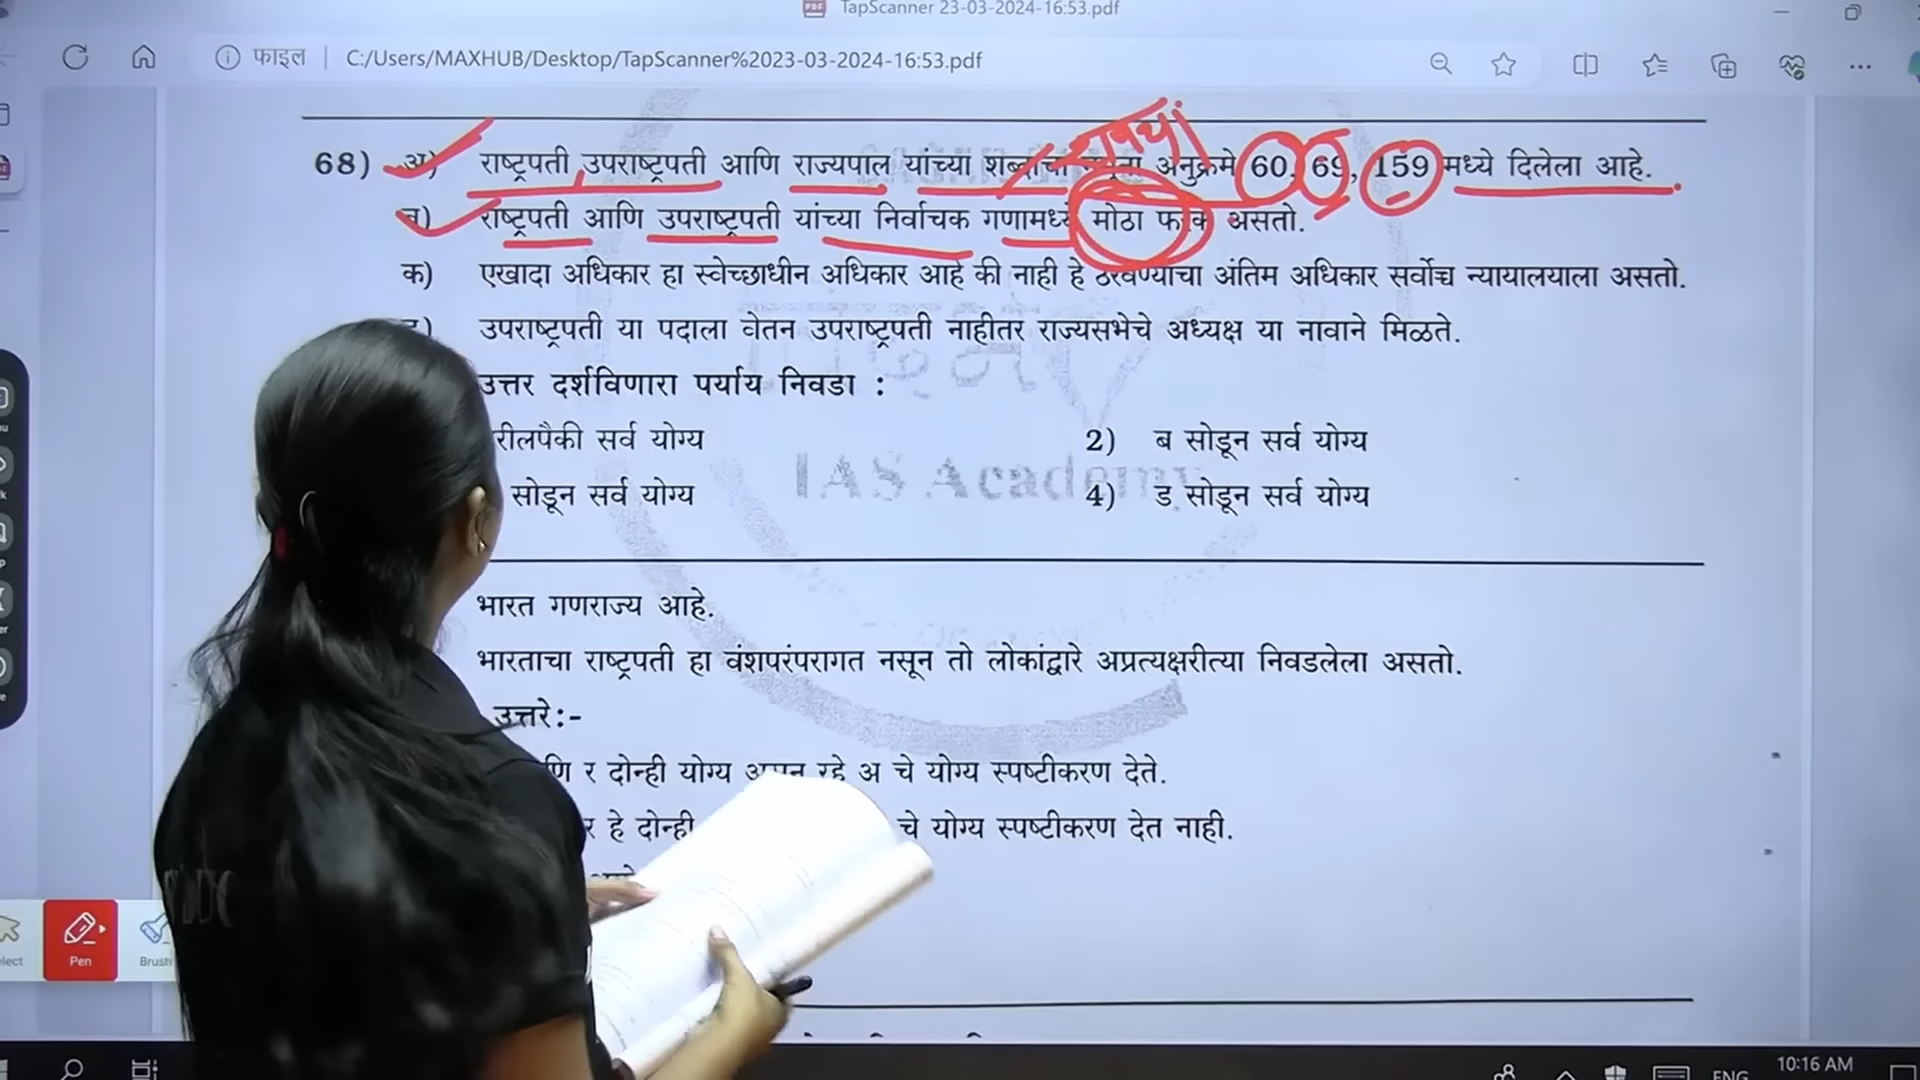 TapScanner 23-03-2024-16:53.pdf
फाइल C:/Users/MAXHUB/Desktop/TapScanner%2023-03-2024-16:53.pdf
68) अ) राष्ट्रपती, उपराष्ट्रपती आणि राज्यपाल यांच्या अनुक्रमे 60, 69, 159 मध्ये दिलेला आहे.
ब) राष्ट्रपती आणि उपराष्ट्रपती यांच्या निर्वाचक गणामध्ये मोठा फरक असतो.
क) एखादा अधिकार हा स्वेच्छाधीन अधिकार आहे की नाही हे ठरवण्याचा अंतिम अधिकार सर्वोच्च न्यायालयाला असतो.
उपराष्ट्रपती या पदाला वेतन उपराष्ट्रपती नाहीतर राज्यसभेचे अध्यक्ष या नावाने मिळते.
उत्तर दर्शविणारा पर्याय निवडा :
सर्व योग्य 2) ब सोडून सर्व योग्य
सोडून सर्व योग्य 4) ड सोडून सर्व योग्य
IAS Academy
भारत गणराज्य आहे.
भारताचा राष्ट्रपती हा वंशपरंपरागत नसून तो लोकांद्वारे अप्रत्यक्षरीत्या निवडलेला असतो.
उत्तरे:-
र दोन्ही योग्य अ चे योग्य स्पष्टीकरण देते.
र हे दोन्ही चे योग्य स्पष्टीकरण देत नाही.
Pen
Brush
ENG
10:16 AM